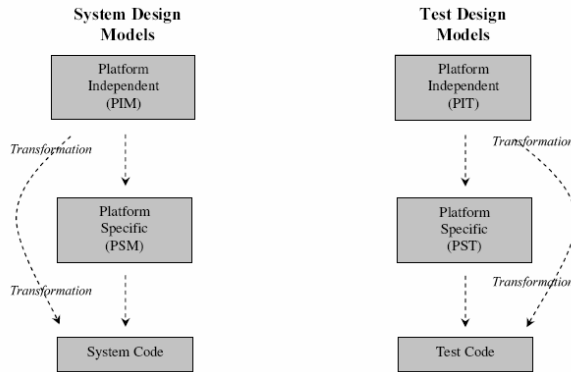 System Design
Models
Test Design
Models
Platform
Independent
(PIM)
Platform
Independent
(PIT)
Transformation
Transformation
Platform
Specific
(PSM)
Platform
Specific
(PST)
Transformation
Transformation
System Code
Test Code